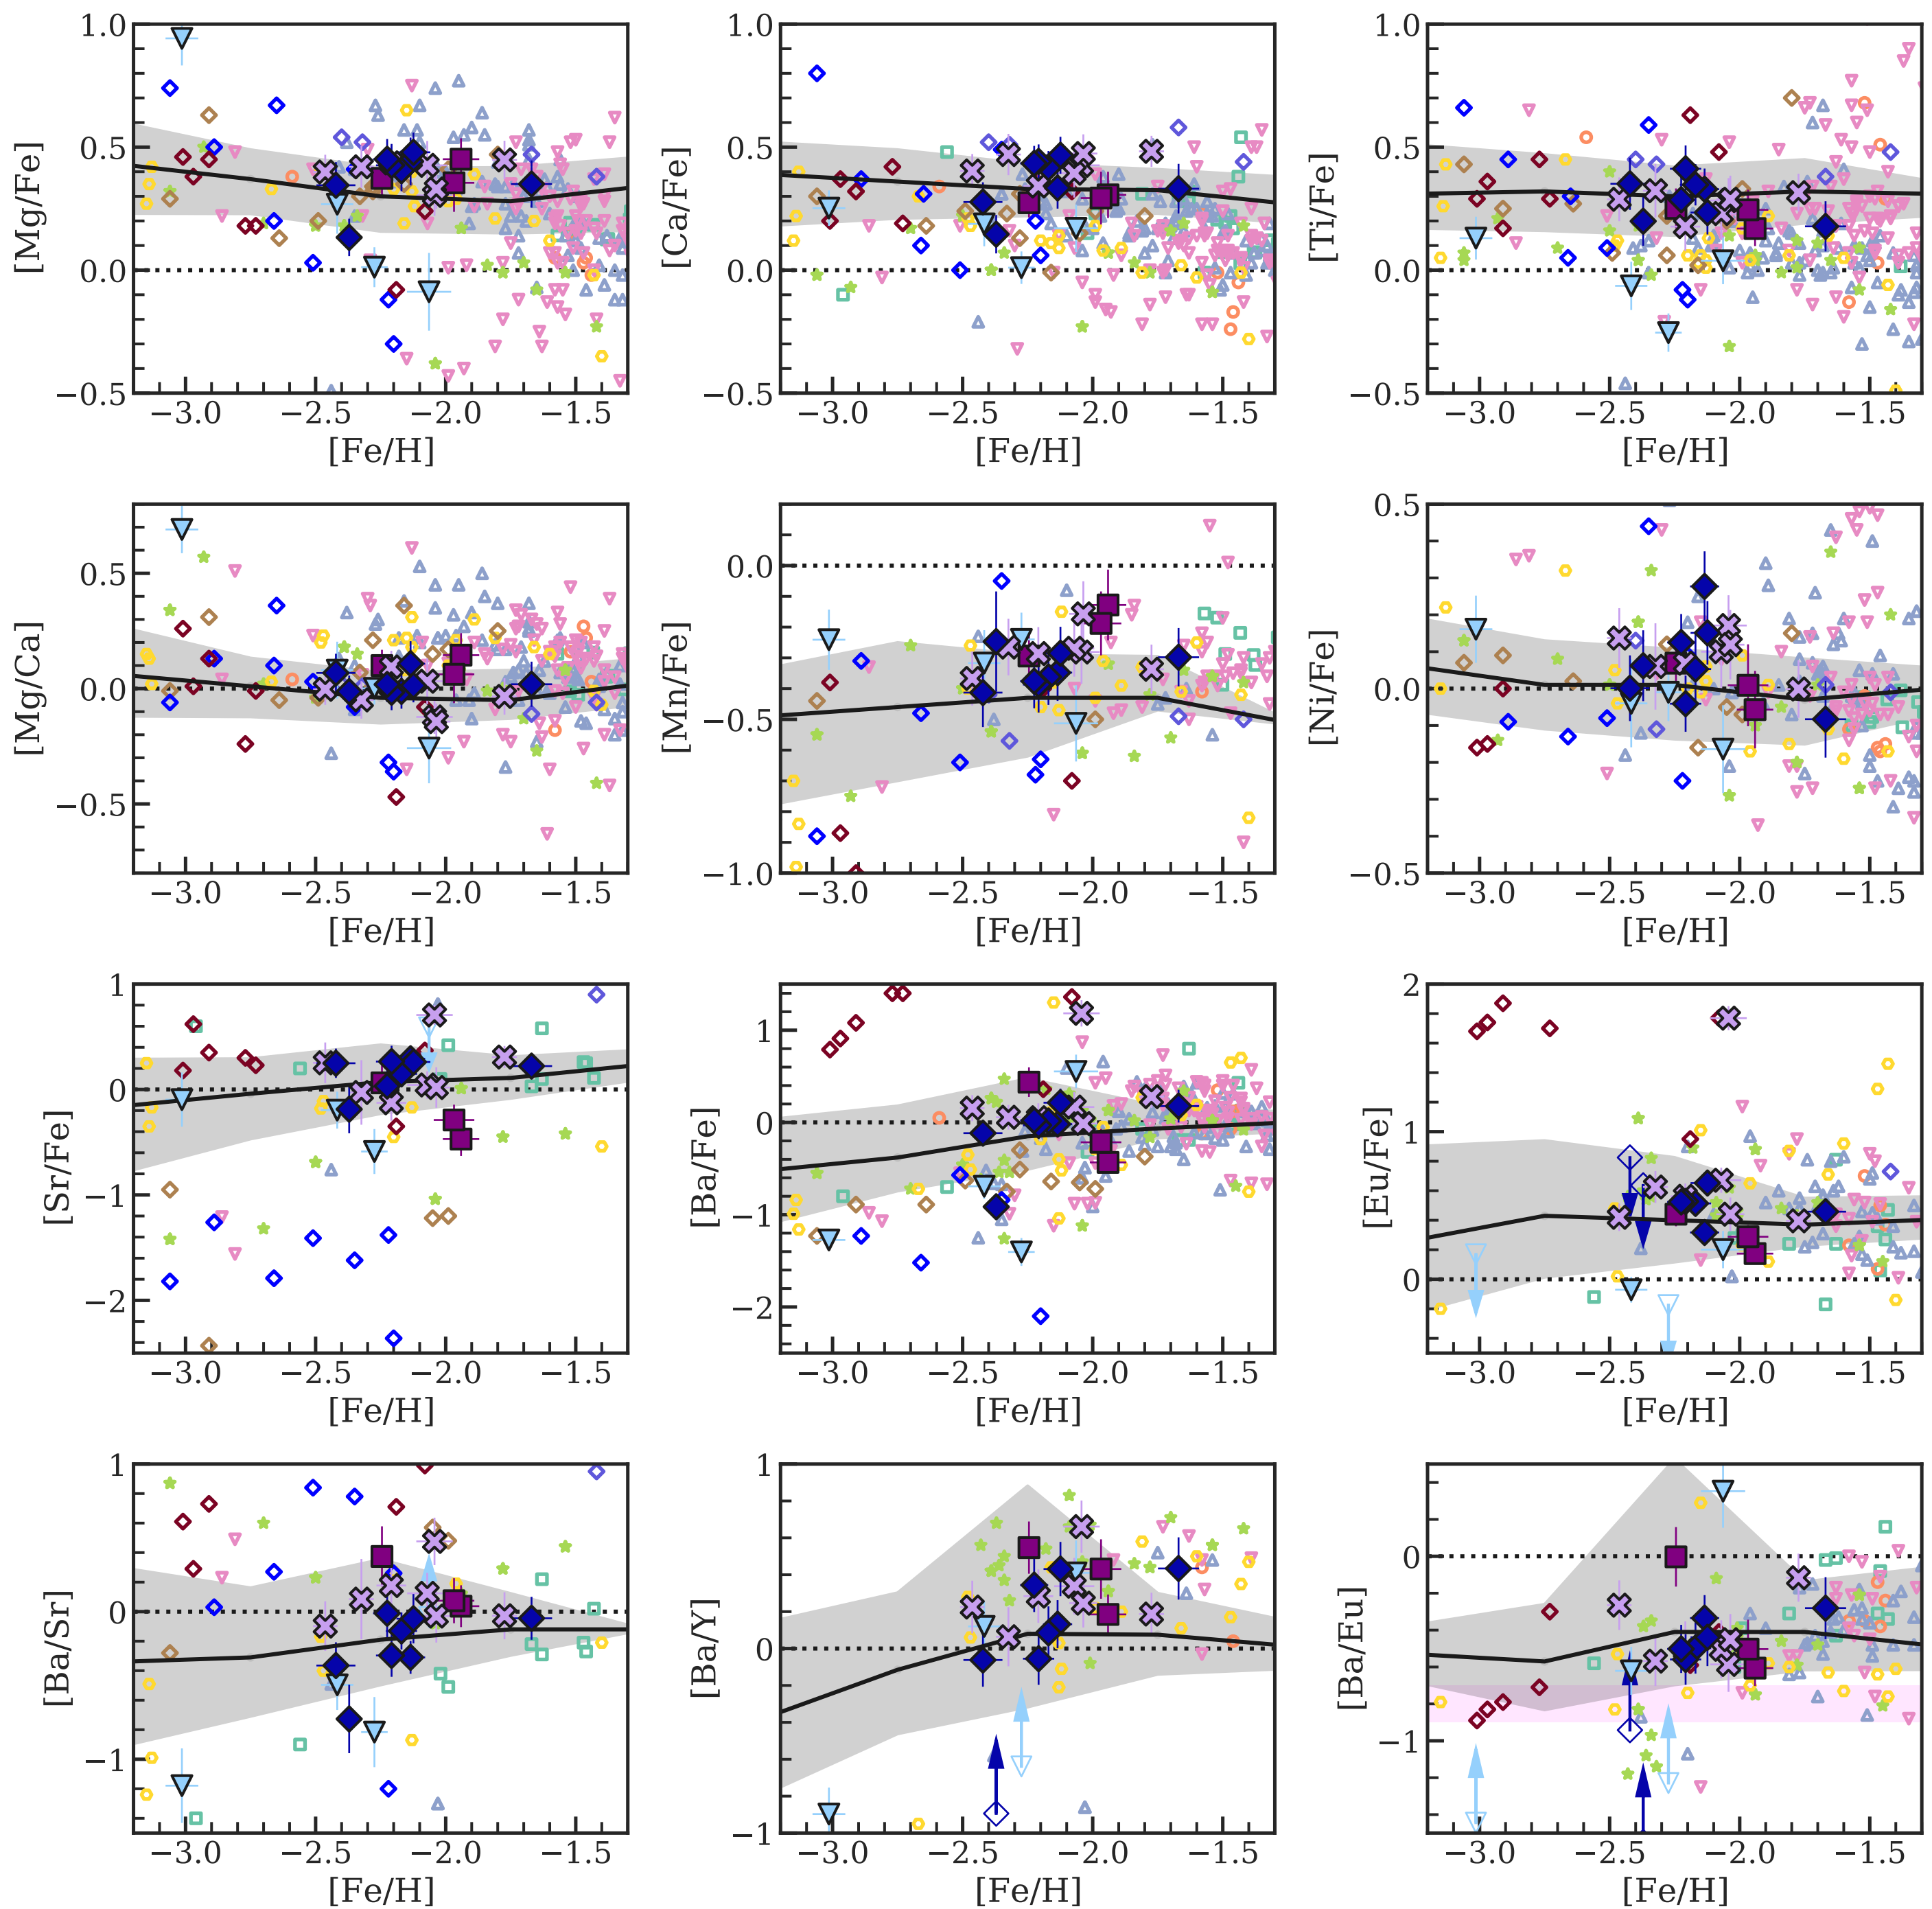 1.0 1.0 1.0
0.5 0.5 0.5
0.0 0.0 0.0
−0.5 −0.5 −0.5
[Mg/Fe] [Ca/Fe] [Ti/Fe]
−3.0 −2.5 −2.0 −1.5 −3.0 −2.5 −2.0 −1.5 −3.0 −2.5 −2.0 −1.5
[Fe/H] [Fe/H] [Fe/H]
0.5 0.0 0.5
0.0 −0.5 0.0
−0.5 −1.0 −0.5
[Mg/Ca] [Mn/Fe] [Ni/Fe]
−3.0 −2.5 −2.0 −1.5 −3.0 −2.5 −2.0 −1.5 −3.0 −2.5 −2.0 −1.5
[Fe/H] [Fe/H] [Fe/H]
1 1 2
0 0 1
−1 −1 0
−2 −2
[Sr/Fe] [Ba/Fe] [Eu/Fe]
−3.0 −2.5 −2.0 −1.5 −3.0 −2.5 −2.0 −1.5 −3.0 −2.5 −2.0 −1.5
[Fe/H] [Fe/H] [Fe/H]
1 1
0 0 0
−1 −1 −1
[Ba/Sr] [Ba/Y] [Ba/Eu]
−3.0 −2.5 −2.0 −1.5 −3.0 −2.5 −2.0 −1.5 −3.0 −2.5 −2.0 −1.5
[Fe/H] [Fe/H] [Fe/H]